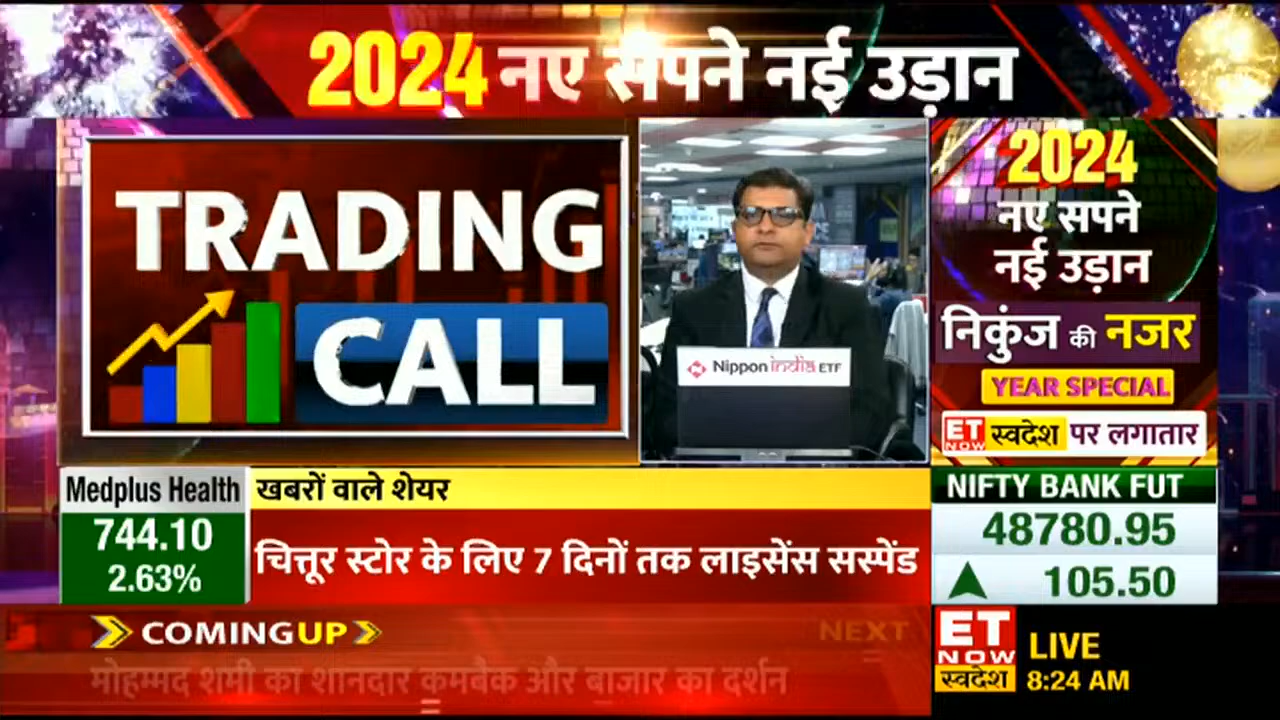 2024 नए सपने नई उड़ान
TRADING
CALL
Nippon india ETF
2024
नए सपने
नई उड़ान
निकुंज की नजर
YEAR SPECIAL
ET NOW स्वदेश पर लगातार
Medplus Health
744.10
2.63%
खबरों वाले शेयर
चित्तूर स्टोर के लिए 7 दिनों तक लाइसेंस सस्पेंड
NIFTY BANK FUT
48780.95
105.50
COMING UP
NEXT
मोहम्मद शमी का शानदार कमबैक और बाजार का दर्शन
ET
NOW
स्वदेश
LIVE
8:24 AM